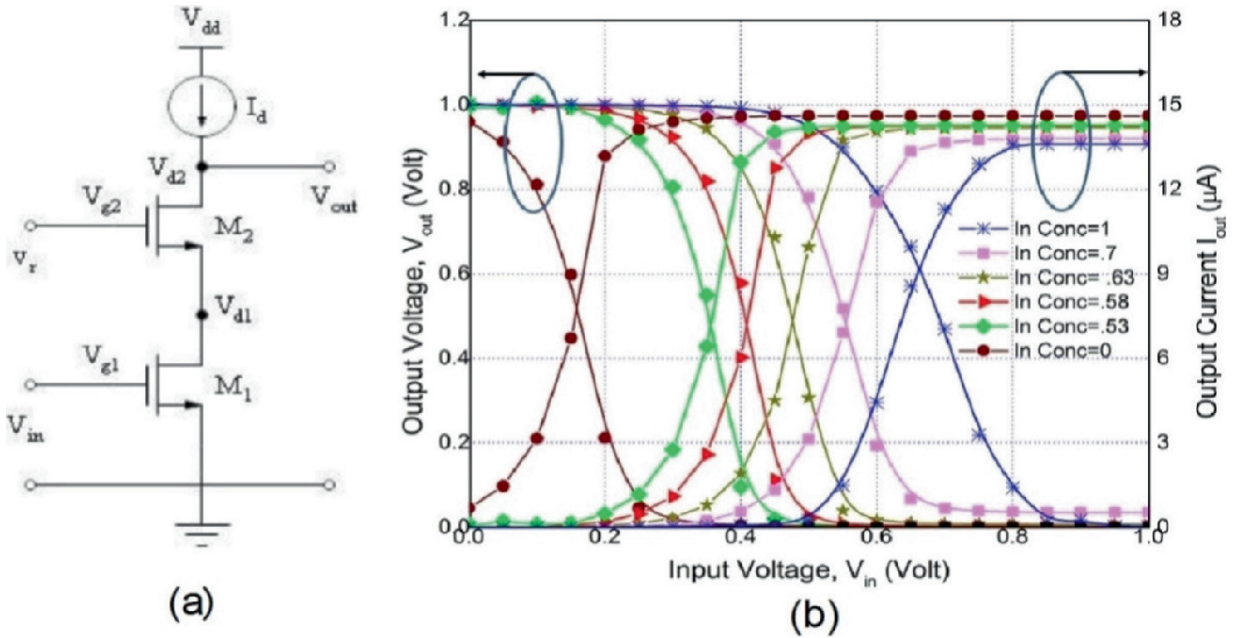 (a)
V_dd
I_d
V_d2
V_out
V_g2
v_r
M_2
V_d1
V_g1
M_1
V_in
(a)
Output Voltage, V_out (Volt)
1.2
1.0
0.8
0.6
0.4
0.2
0.0
0.0
0.2
0.4
0.6
0.8
1.0
Input Voltage, V_in (Volt)
18
15
12
9
6
3
0
Output Current I_out (µA)
In Conc=1
In Conc=.7
In Conc= .63
In Conc=.58
In Conc=.53
In Conc=0
(b)